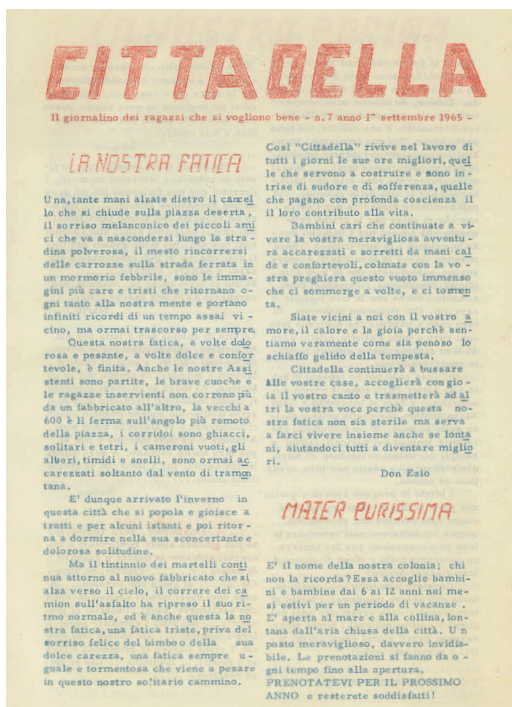 CITTADELLA
Il giornalino dei ragazzi che si vogliono bene - n. 7 anno I° settembre 1965 -
LA NOSTRA FATICA
Una, tante mani alzate dietro il cancel
lo che si chiude sulla piazza deserta,
il sorriso melanconico dei piccoli ami
ci che va a nascondersi lungo la stra-
dina polverosa, il mesto rincorrersi
delle carrozze sulla strada ferrata in
un mormorio febbrile, sono le imma-
gini più care e tristi che ritornano o-
gni tanto alla nostra mente e portano
infiniti ricordi di un tempo assai vi-
cino, ma ormai trascorso per sempre.
Questa nostra fatica, a volte dolo
rosa e pesante, a volte dolce e confor
tevole, è finita. Anche le nostre Assi
stenti sono partite, le brave cuoche e
le ragazze inservienti non corrono più
da un fabbricato all'altro, la vecchia
600 è lì ferma sull'angolo più remoto
della piazza, i corridoi sono ghiacci,
solitari e tetri, i cameroni vuoti, gli
alberi, timidi e snelli, sono ormai ac
carezzati soltanto dal vento di tramon
tana.
E' dunque arrivato l'inverno in
questa città che si popola e gioisce a
tratti e per alcuni istanti e poi ritor-
na a dormire nella sua sconcertante e
dolorosa solitudine.
Ma il tintinnio dei martelli conti
nua attorno al nuovo fabbricato che si
alza verso il cielo, il correre dei ca
mion sull'asfalto ha ripreso il suo ri-
tmo normale, ed è anche questa la no
stra fatica, una fatica triste, priva del
sorriso felice del bimbo o della sua
dolce carezza, una fatica sempre u-
guale e tormentosa che viene a pesare
in questo nostro solitario cammino.
Così "Cittadella" rivive nel lavoro di
tutti i giorni le sue ore migliori, quel
le che servono a costruire e sono in-
trise di sudore e di sofferenza, quelle
che pagano con profonda coscienza il
il loro contributo alla vita.
Bambini cari che continuate a vi-
vere la vostra meravigliosa avventu-
ra accarezzati e sorretti da mani cal
de e confortevoli, colmate con la vo-
stra preghiera questo vuoto immenso
che ci sommerge a volte, e ci tormen
ta.
Siate vicini a noi con il vostro a
more, il calore e la gioia perchè sen-
tiamo veramente come sia penoso lo
schiaffo gelido della tempesta.
Cittadella continuerà a bussare
alle vostre case, accoglierà con gio-
ia il vostro canto e trasmetterà ad al
tri la vostra voce perchè questa no-
stra fatica non sia sterile ma serva
a farci vivere insieme anche se lonta
ni, aiutandoci tutti a diventare miglio
ri.
Don Ezio
MATER PURISSIMA
E' il nome della nostra colonia; chi
non la ricorda? Essa accoglie bambi-
ni e bambine dai 6 ai 12 anni nei me-
si estivi per un periodo di vacanze.
E' aperta al mare e alla collina, lon-
tana dall'aria chiusa della città. Un
posto meraviglioso, davvero invidia-
bile. Le prenotazioni si fanno da o-
gni tempo fino alla apertura.
PRENOTATEVI PER IL PROSSIMO
ANNO e resterete soddisfatti!